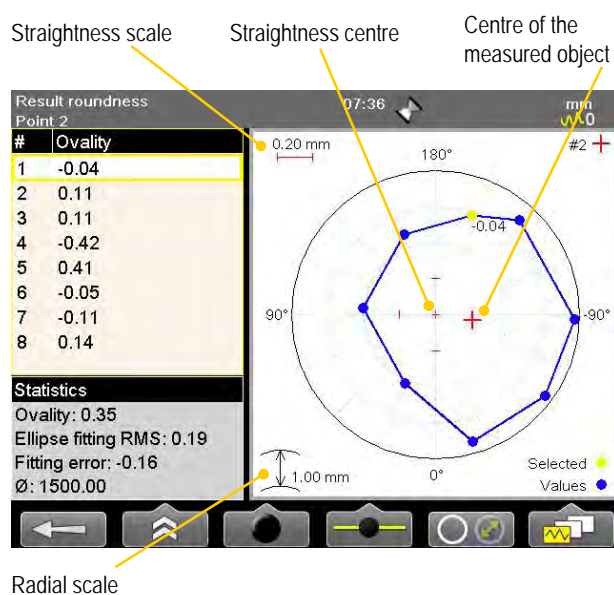 Straightness scale
Straightness centre
Centre of the
measured object
Result roundness
Point 2
07:36
mm
0
# Ovality
1 -0.04
2 0.11
3 0.11
4 -0.42
5 0.41
6 -0.05
7 -0.11
8 0.14
Statistics
Ovality: 0.35
Ellipse fitting RMS: 0.19
Fitting error: -0.16
Ø: 1500.00
0.20 mm
#2
180°
-0.04
90°
-90°
0°
1.00 mm
Selected
Values
Radial scale